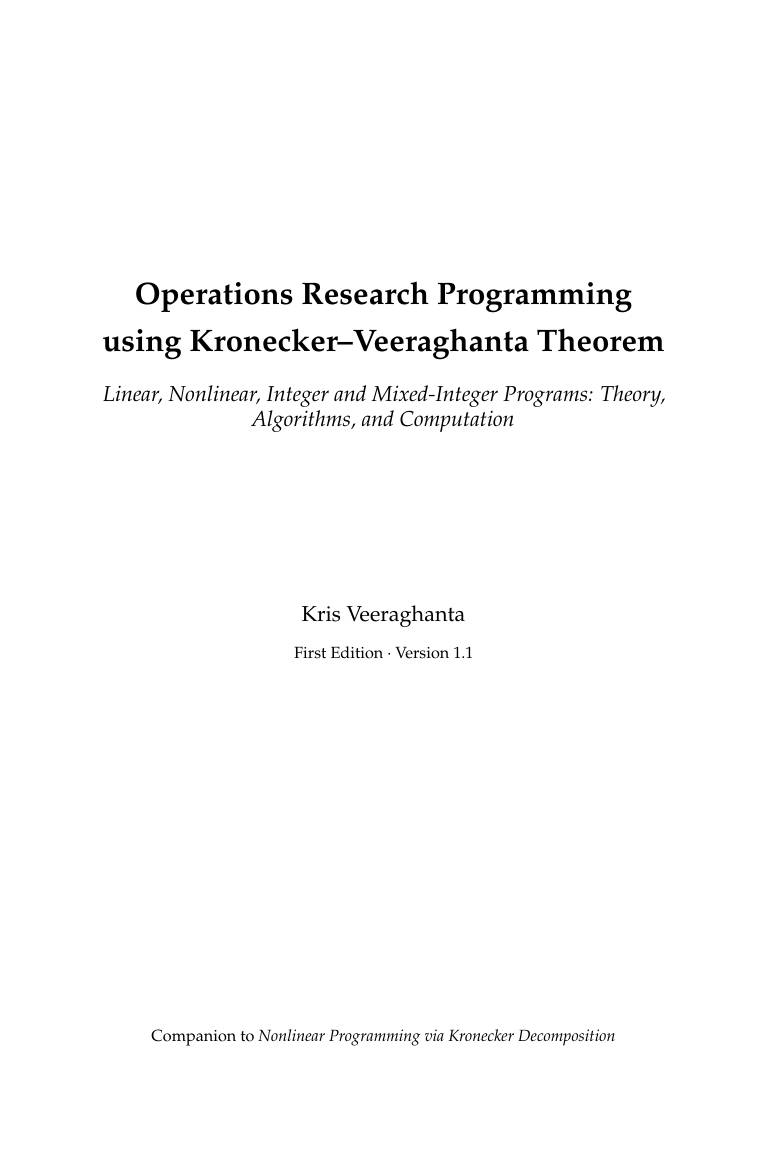 Operations Research Programming
using Kronecker–Veeraghanta Theorem
Linear, Nonlinear, Integer and Mixed-Integer Programs: Theory,
Algorithms, and Computation
Kris Veeraghanta
First Edition · Version 1.1
Companion to Nonlinear Programming via Kronecker Decomposition